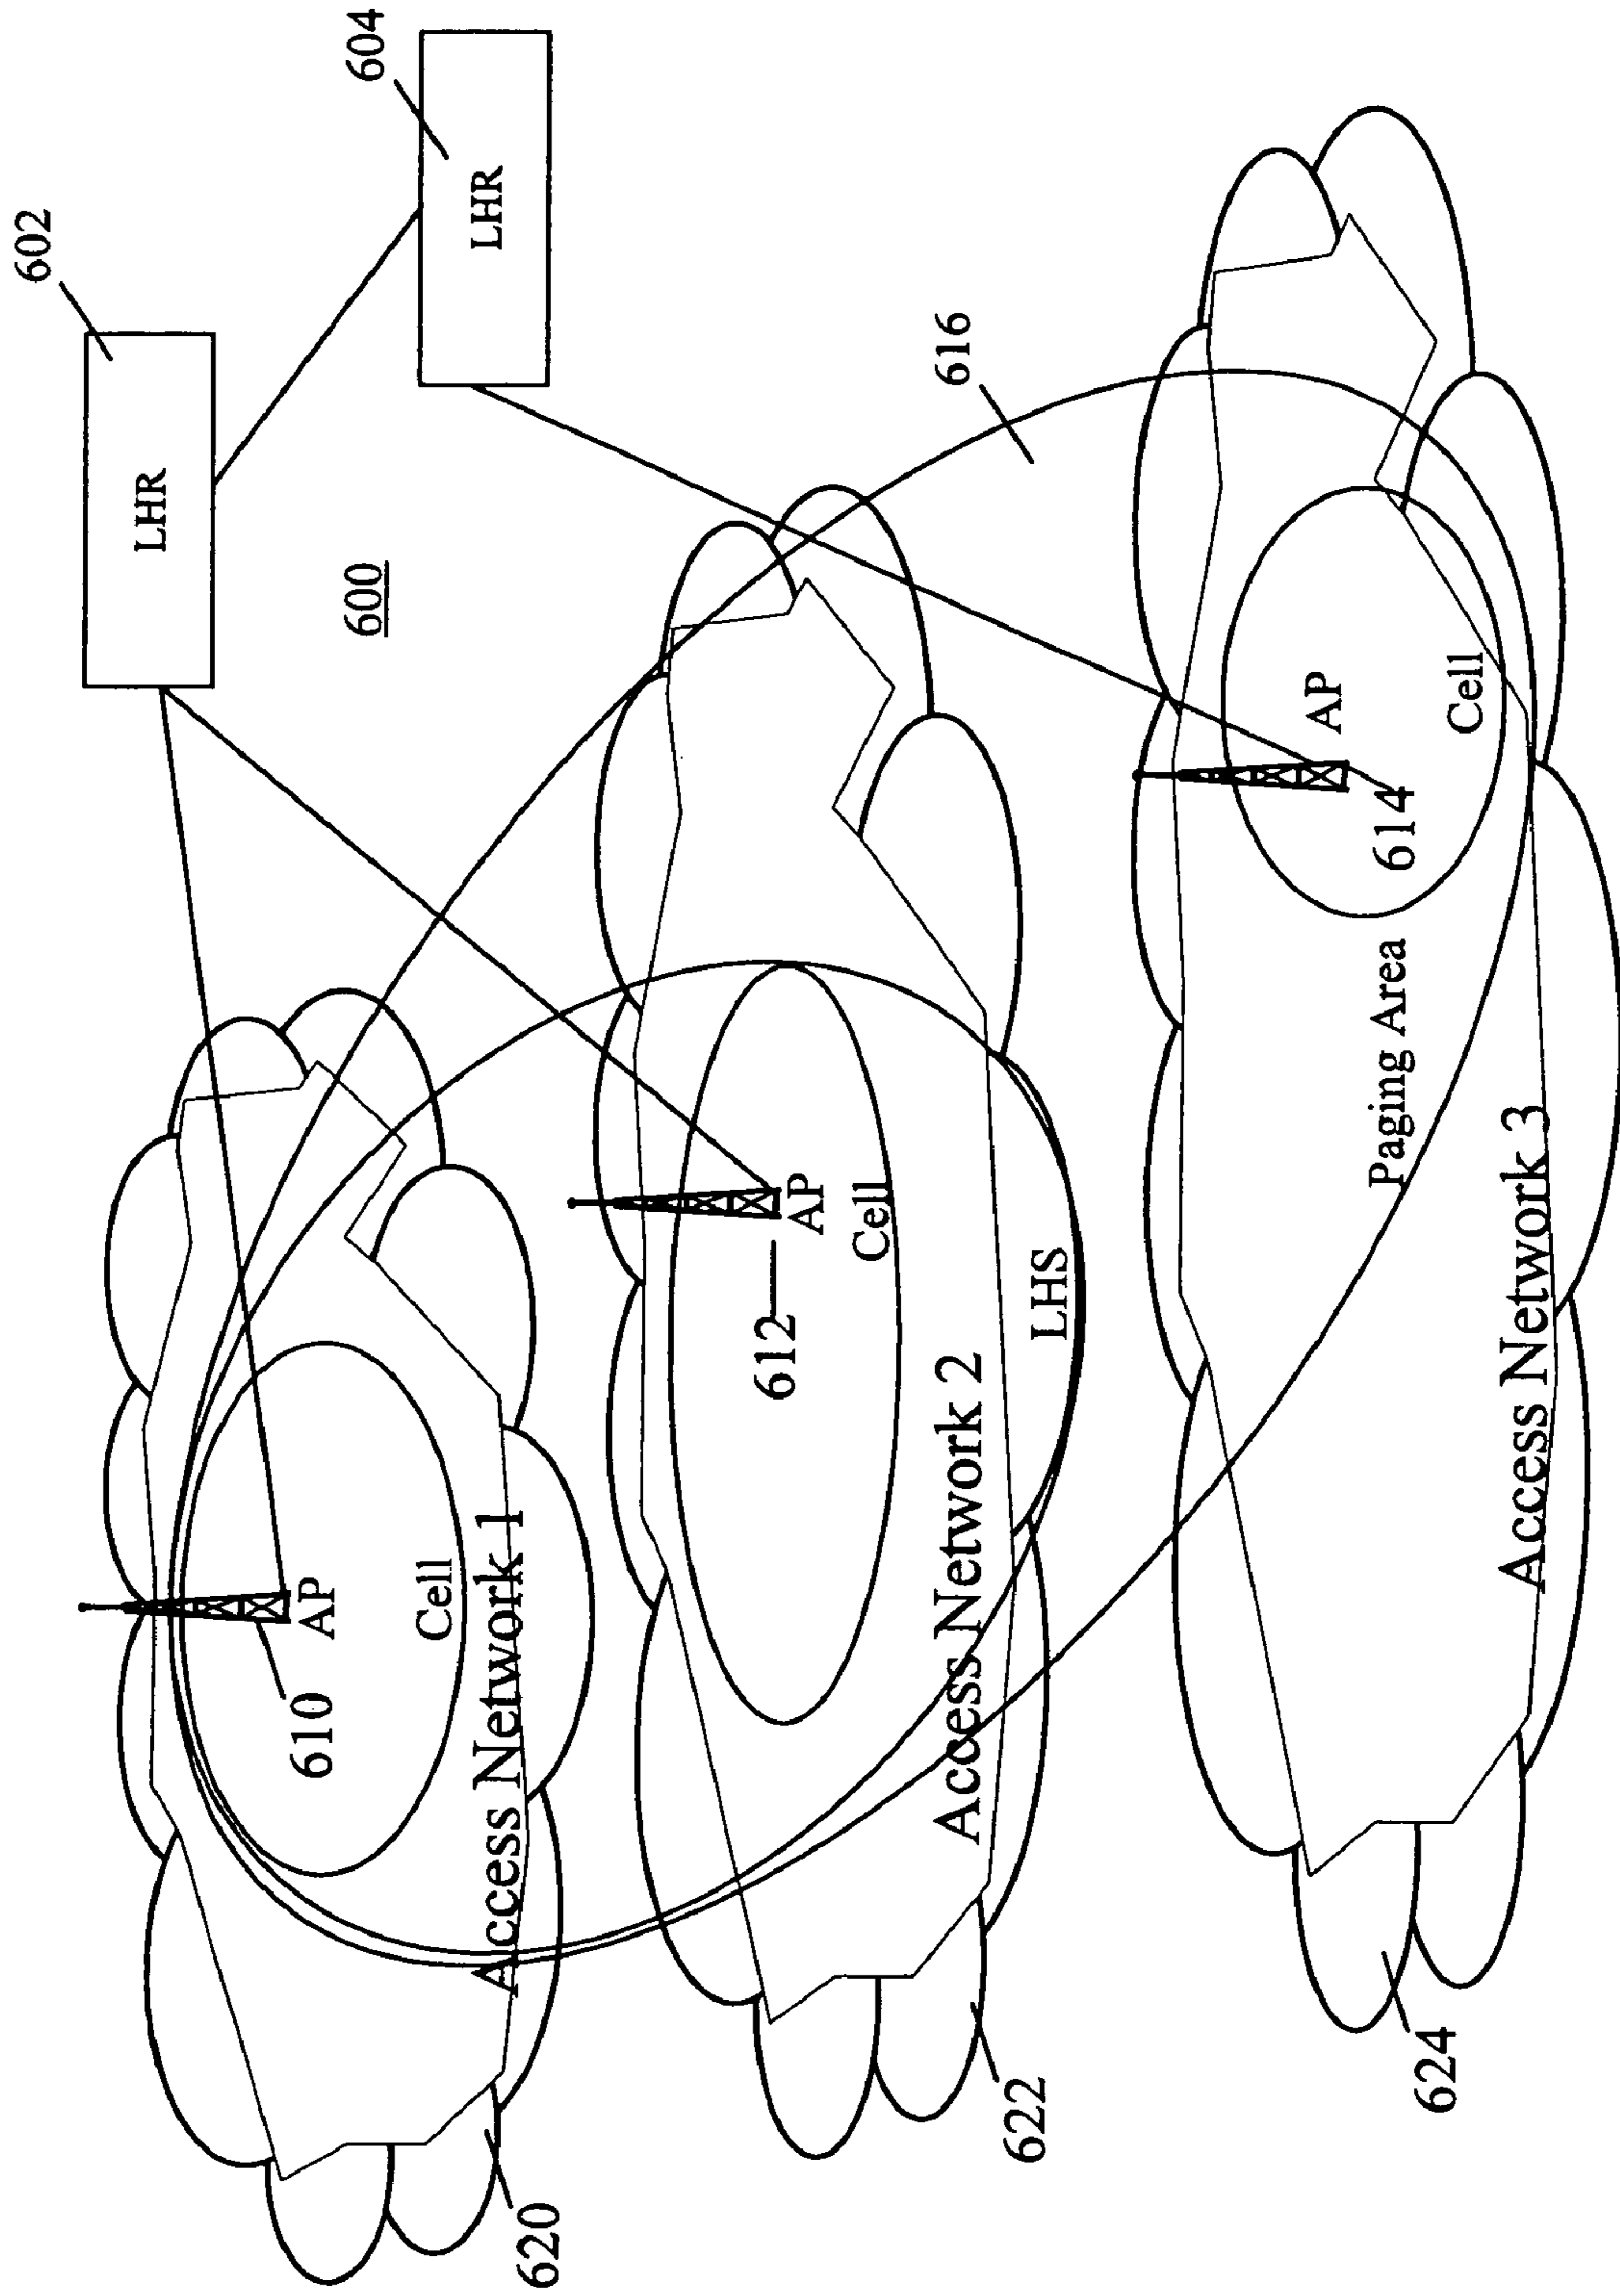 602
LHR
604
LHR
600
616
610
AP
Cell
Access Network 1
620
612
AP
Cell
LHS
Access Network 2
622
AP
614
Cell
Paging Area
Access Network 3
624